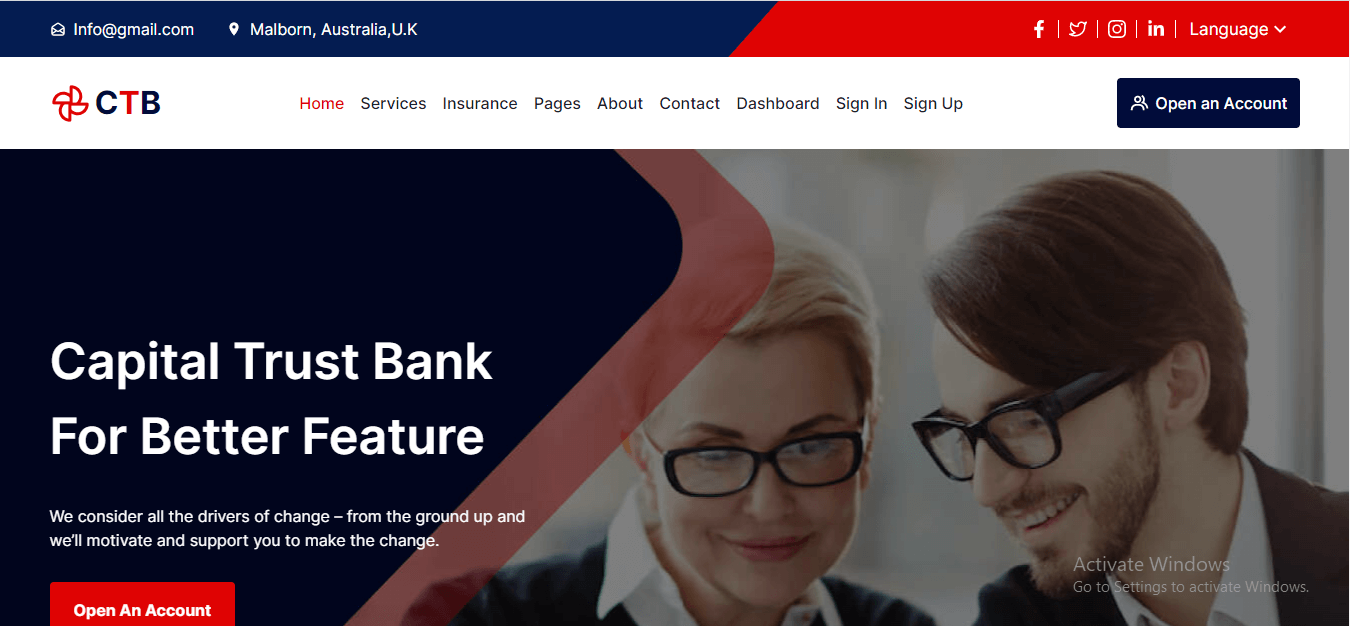 Info@gmail.com Malborn, Australia,U.K Language
CTB Home Services Insurance Pages About Contact Dashboard Sign In Sign Up Open an Account
Capital Trust Bank
For Better Feature
We consider all the drivers of change – from the ground up and
we’ll motivate and support you to make the change.
Open An Account
Activate Windows
Go to Settings to activate Windows.